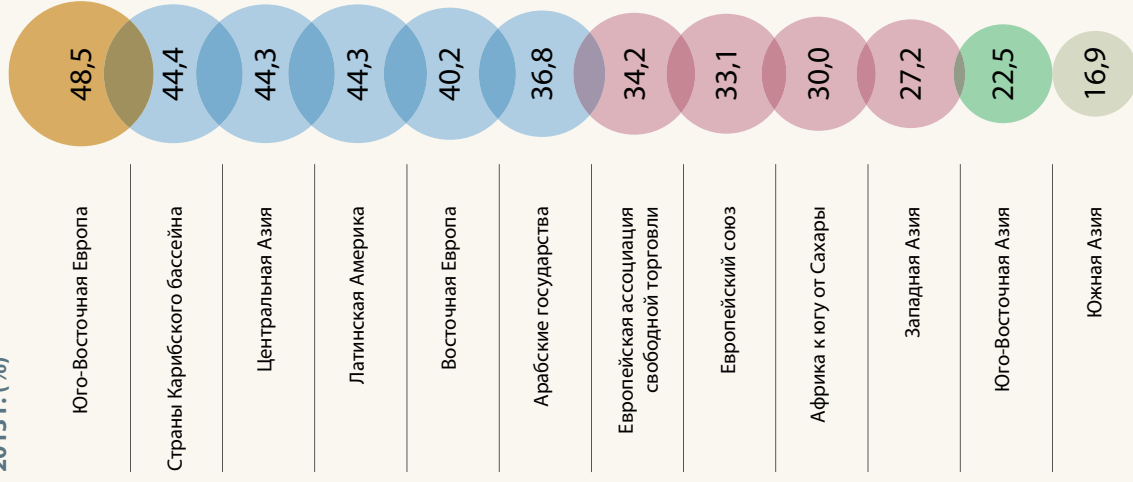 48,5
44,4
44,3
44,3
40,2
36,8
34,2
33,1
30,0
27,2
22,5
16,9
Юго-Восточная Европа
Страны Карибского бассейна
Центральная Азия
Латинская Америка
Восточная Европа
Арабские государства
Европейская ассоциация
свободной торговли
Европейский союз
Африка к югу от Сахары
Западная Азия
Юго-Восточная Азия
Южная Азия
2013 г. (%)